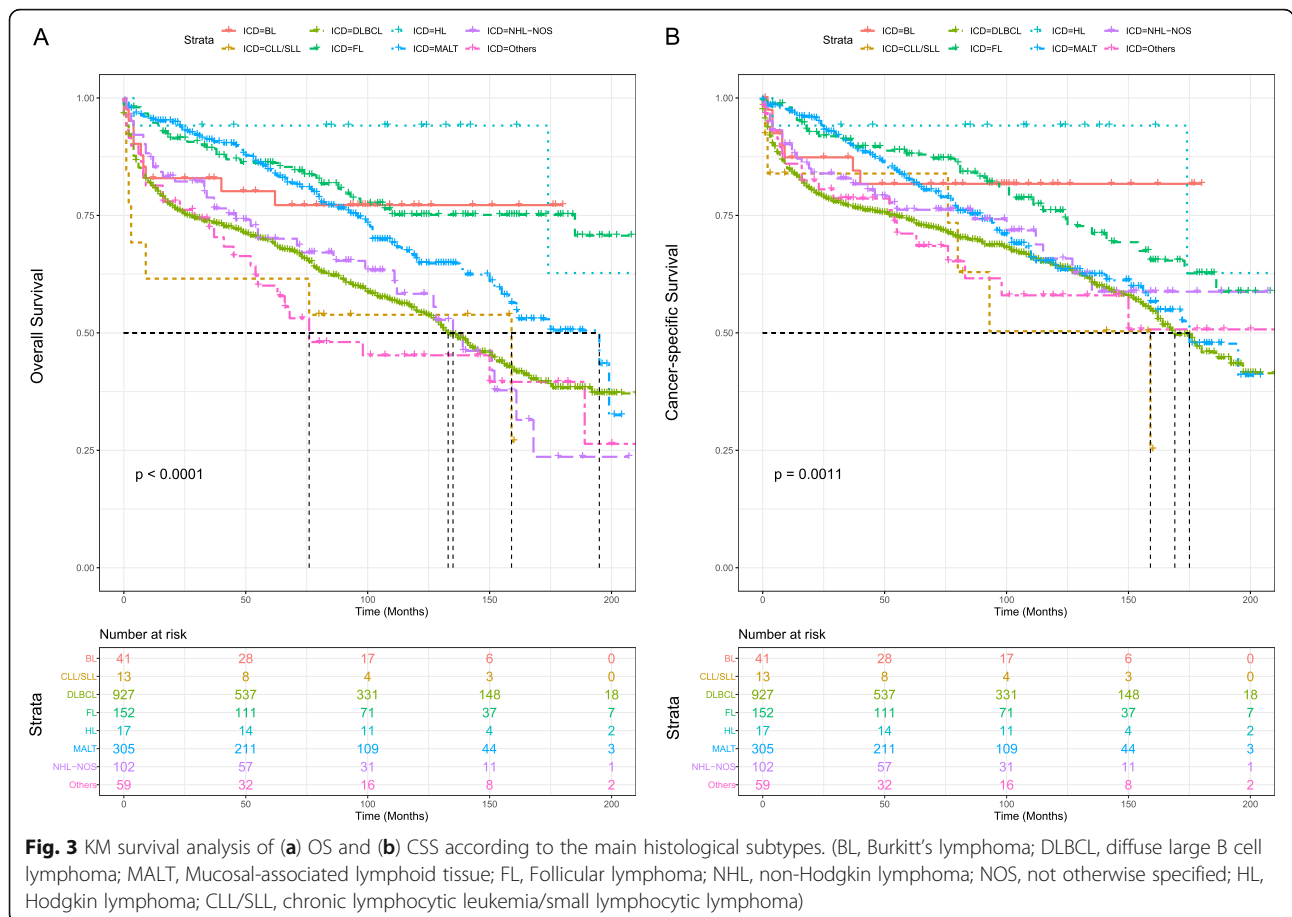 A
Strata
ICD=BL ICD=DLBCL ICD=HL ICD=NHL−NOS
ICD=CLL/SLL ICD=FL ICD=MALT ICD=Others
Overall Survival
1.00
0.75
0.50
0.25
0.00
p < 0.0001
0 50 100 150 200
Time (Months)
Number at risk
Strata
BL 41 28 17 6 0
CLL/SLL 13 8 4 3 0
DLBCL 927 537 331 148 18
FL 152 111 71 37 7
HL 17 14 11 4 2
MALT 305 211 109 44 3
NHL−NOS 102 57 31 11 1
Others 59 32 16 8 2
0 50 100 150 200
Time (Months)
B
Strata
ICD=BL ICD=DLBCL ICD=HL ICD=NHL−NOS
ICD=CLL/SLL ICD=FL ICD=MALT ICD=Others
Cancer-specific Survival
1.00
0.75
0.50
0.25
0.00
p = 0.0011
0 50 100 150 200
Time (Months)
Number at risk
Strata
BL 41 28 17 6 0
CLL/SLL 13 8 4 3 0
DLBCL 927 537 331 148 18
FL 152 111 71 37 7
HL 17 14 11 4 2
MALT 305 211 109 44 3
NHL−NOS 102 57 31 11 1
Others 59 32 16 8 2
0 50 100 150 200
Time (Months)
Fig. 3 KM survival analysis of (a) OS and (b) CSS according to the main histological subtypes. (BL, Burkitt's lymphoma; DLBCL, diffuse large B cell
lymphoma; MALT, Mucosal-associated lymphoid tissue; FL, Follicular lymphoma; NHL, non-Hodgkin lymphoma; NOS, not otherwise specified; HL,
Hodgkin lymphoma; CLL/SLL, chronic lymphocytic leukemia/small lymphocytic lymphoma)